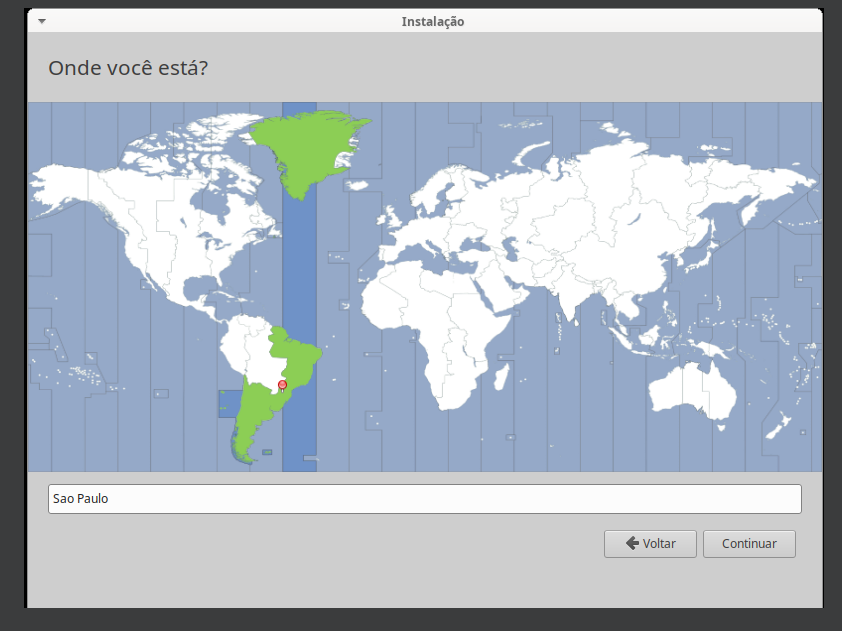 Instalação
Onde você está?
Sao Paulo
Voltar
Continuar